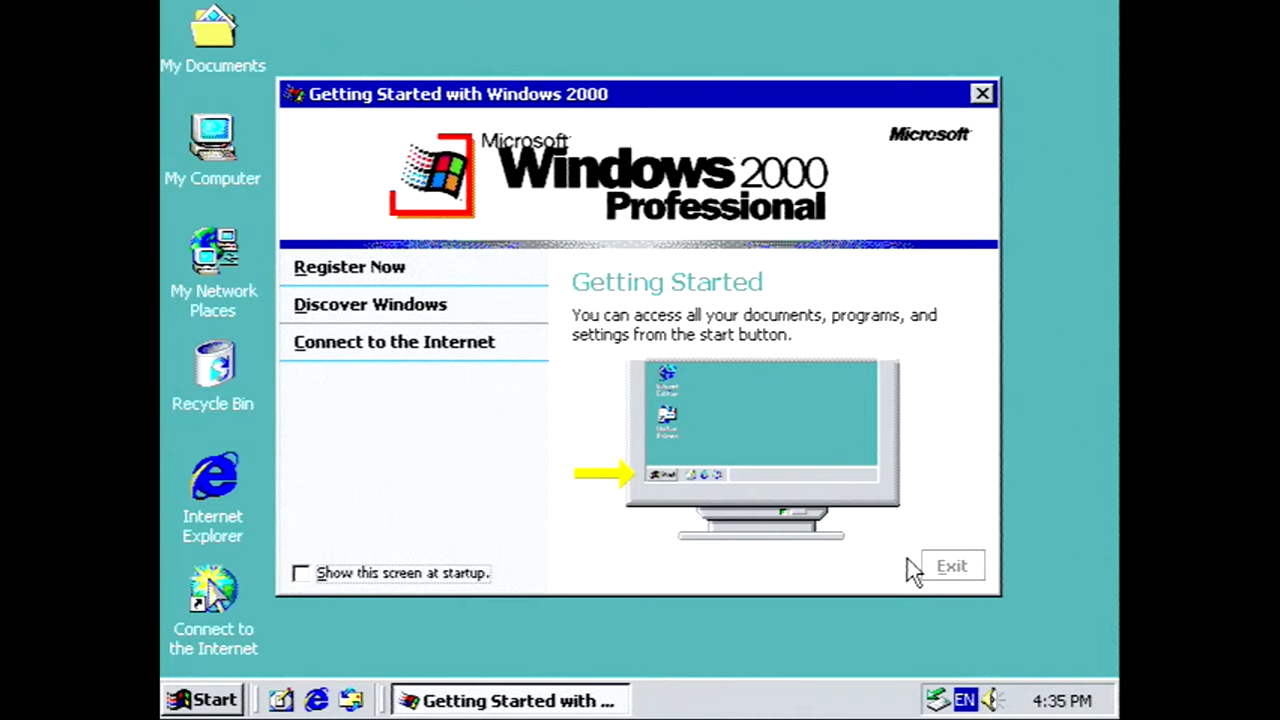 My Documents
My Computer
My Network
Places
Recycle Bin
Internet
Explorer
Connect to
the Internet
Getting Started with Windows 2000
Microsoft
Windows 2000
Professional
Microsoft
Register Now
Discover Windows
Connect to the Internet
Show this screen at startup.
Getting Started
You can access all your documents, programs, and
settings from the start button.
Start
Exit
Start
Getting Started with ...
EN
4:35 PM